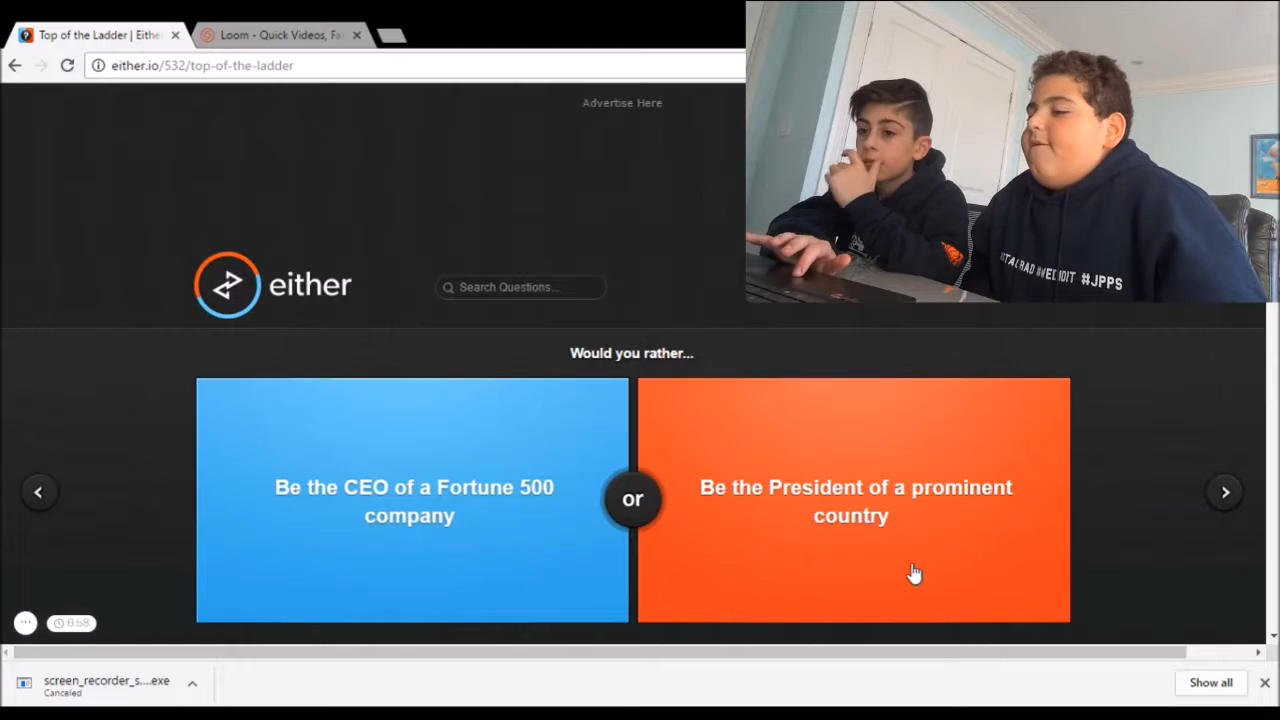 Top of the Ladder | Eithe
Loom - Quick Videos, Fa
either.io/532/top-of-the-ladder
Advertise Here
either
Search Questions...
#WEDIDIT #JPPS
Would you rather...
Be the CEO of a Fortune 500
company
or
Be the President of a prominent
country
screen_recorder_s....exe
Canceled
Show all